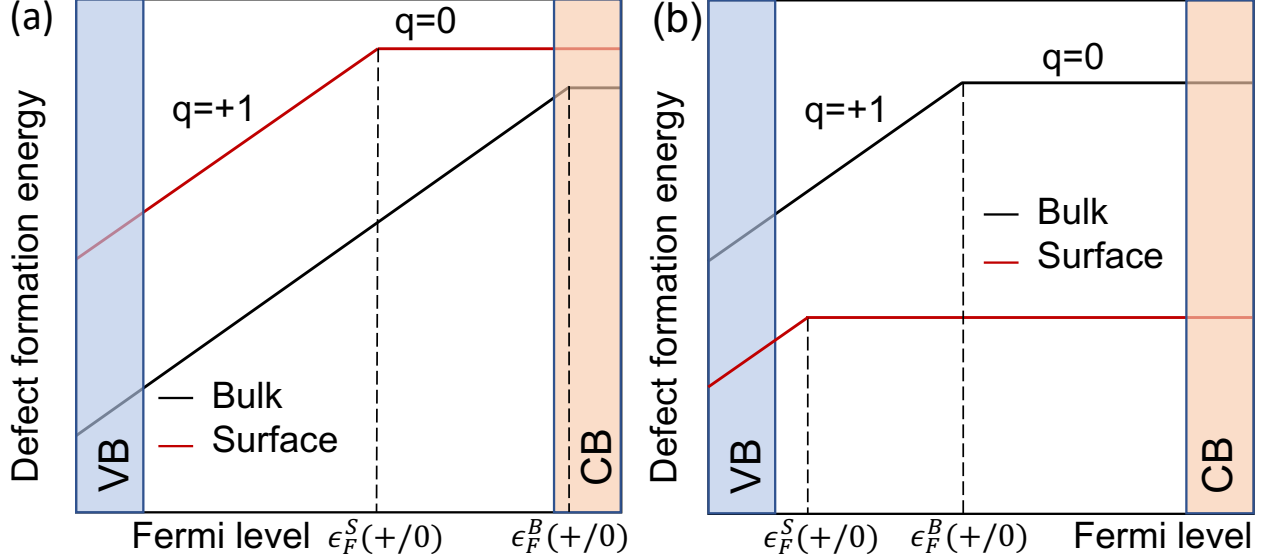 (a)
q=0
q=+1
Defect formation energy
Bulk
Surface
VB
CB
Fermi level
𝜖_F^S(+/0)
𝜖_F^B(+/0)
(b)
q=0
q=+1
Defect formation energy
Bulk
Surface
VB
CB
𝜖_F^S(+/0)
𝜖_F^B(+/0)
Fermi level